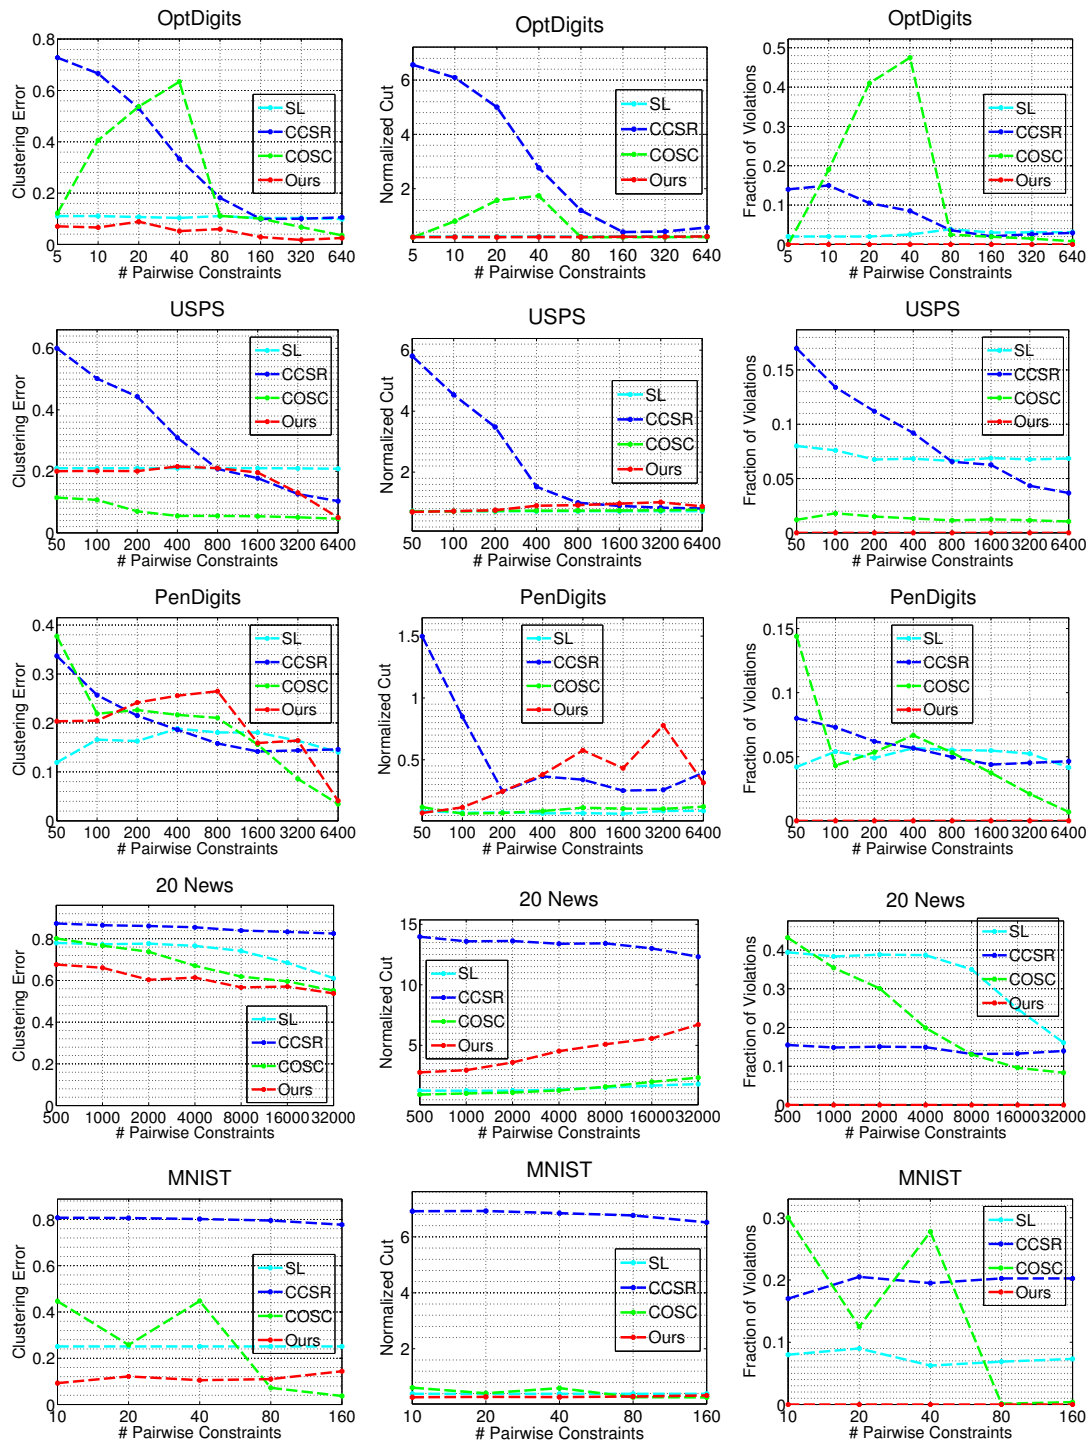 OptDigits
0.8
0.6
0.4
0.2
0
Clustering Error
SL
CCSR
COSC
Ours
5 10 20 40 80 160 320 640
# Pairwise Constraints
OptDigits
6
4
2
Normalized Cut
SL
CCSR
COSC
Ours
5 10 20 40 80 160 320 640
# Pairwise Constraints
OptDigits
0.5
0.4
0.3
0.2
0.1
0
Fraction of Violations
SL
CCSR
COSC
Ours
5 10 20 40 80 160 320 640
# Pairwise Constraints
USPS
0.6
0.4
0.2
0
Clustering Error
SL
CCSR
COSC
Ours
50 100 200 400 800 1600 3200 6400
# Pairwise Constraints
USPS
6
4
2
Normalized Cut
SL
CCSR
COSC
Ours
50 100 200 400 800 1600 3200 6400
# Pairwise Constraints
USPS
0.15
0.1
0.05
0
Fraction of Violations
SL
CCSR
COSC
Ours
50 100 200 400 800 1600 3200 6400
# Pairwise Constraints
PenDigits
0.4
0.3
0.2
0.1
0
Clustering Error
SL
CCSR
COSC
Ours
50 100 200 400 800 1600 3200 6400
# Pairwise Constraints
PenDigits
1.5
1
0.5
Normalized Cut
SL
CCSR
COSC
Ours
50 100 200 400 800 1600 3200 6400
# Pairwise Constraints
PenDigits
0.15
0.1
0.05
0
Fraction of Violations
SL
CCSR
COSC
Ours
50 100 200 400 800 1600 3200 6400
# Pairwise Constraints
20 News
0.8
0.6
0.4
0.2
0
Clustering Error
SL
CCSR
COSC
Ours
500 1000 2000 4000 8000 16000 32000
# Pairwise Constraints
20 News
15
10
5
Normalized Cut
SL
CCSR
COSC
Ours
500 1000 2000 4000 8000 16000 32000
# Pairwise Constraints
20 News
0.4
0.3
0.2
0.1
0
Fraction of Violations
SL
CCSR
COSC
Ours
500 1000 2000 4000 8000 16000 32000
# Pairwise Constraints
MNIST
0.8
0.6
0.4
0.2
0
Clustering Error
SL
CCSR
COSC
Ours
10 20 40 80 160
# Pairwise Constraints
MNIST
6
4
2
Normalized Cut
SL
CCSR
COSC
Ours
10 20 40 80 160
# Pairwise Constraints
MNIST
0.3
0.2
0.1
0
Fraction of Violations
SL
CCSR
COSC
Ours
10 20 40 80 160
# Pairwise Constraints